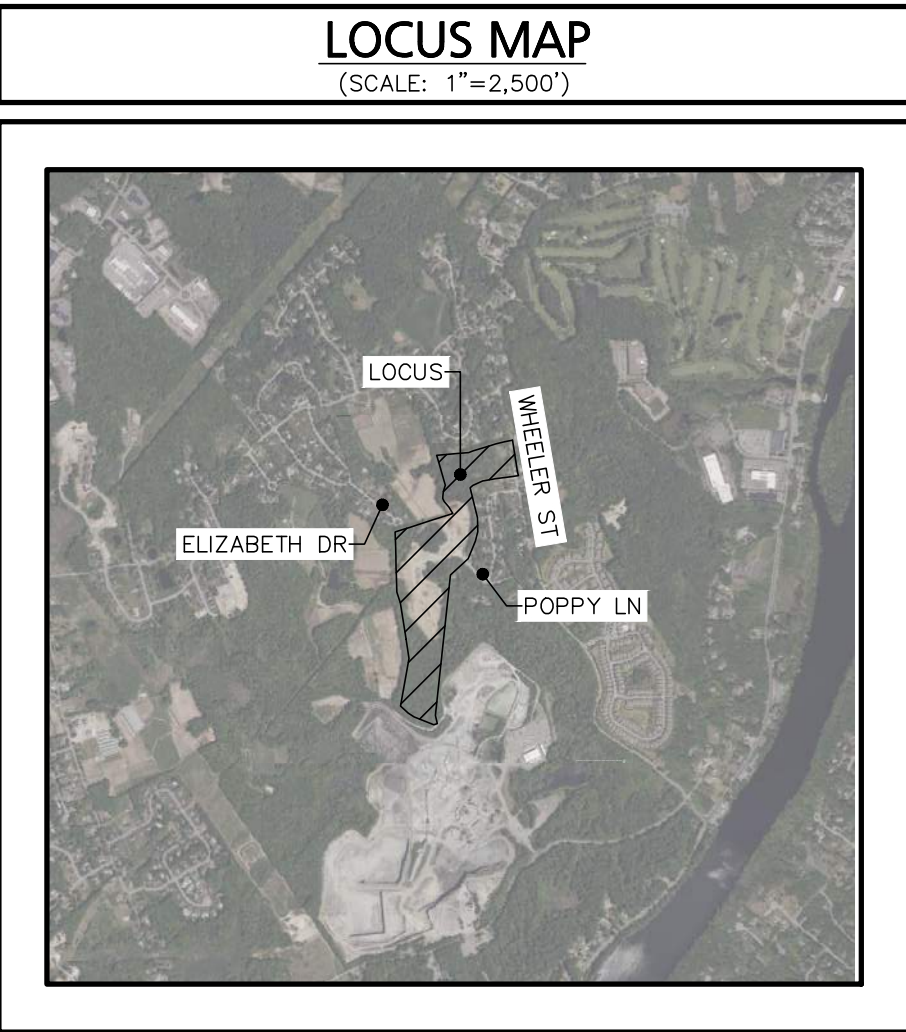 LOCUS MAP
(SCALE: 1"=2,500')
LOCUS
WHEELER ST
ELIZABETH DR
POPPY LN